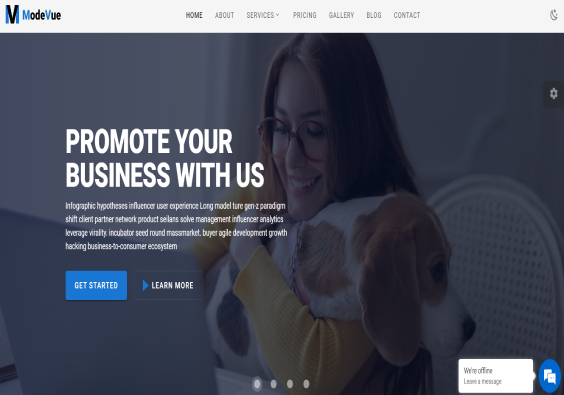 M ModeVue
HOME ABOUT SERVICES PRICING GALLERY BLOG CONTACT
PROMOTE YOUR
BUSINESS WITH US
Infographic hypotheses influencer user experience Long madel ture gen-z paradigm
shift client partner network product seilans solve management influencer analytics
leverage virality. incubator seed round massmarket. buyer agile development growth
hacking business-to-consumer ecosystem
GET STARTED LEARN MORE
We're offline
Leave a message